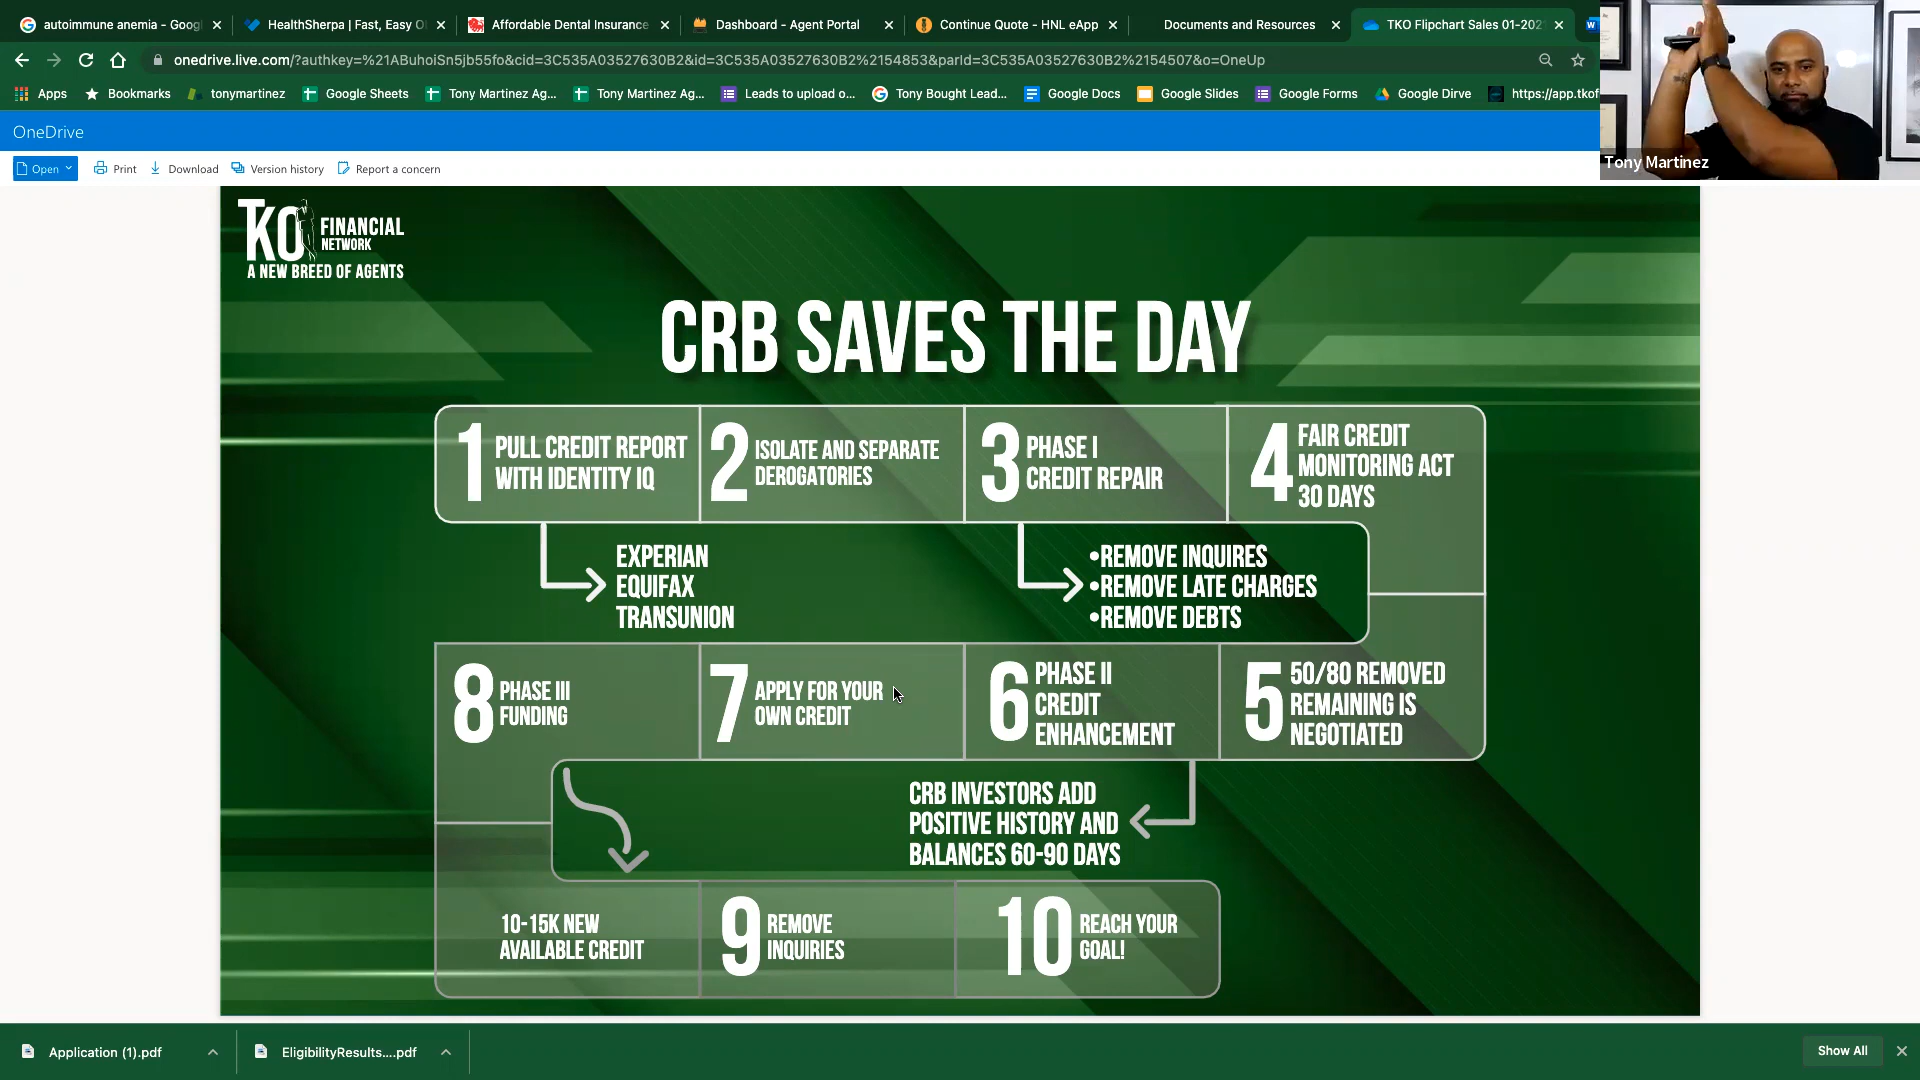 autoimmune anemia - Goog
HealthSherpa | Fast, Easy O
Affordable Dental Insurance
Dashboard - Agent Portal
Continue Quote - HNL eApp
Documents and Resources
TKO Flipchart Sales 01-2021
onedrive.live.com/?authkey=%21ABuhoiSn5jb55fo&cid=3C535A03527630B2&id=3C535A03527630B2%2154853&parId=3C535A03527630B2%2154507&o=OneUp
Apps
Bookmarks
tonymartinez
Google Sheets
Tony Martinez Ag...
Tony Martinez Ag...
Leads to upload o...
Tony Bought Lead...
Google Docs
Google Slides
Google Forms
Google Dirve
https://app.tkof
OneDrive
Open
Print
Download
Version history
Report a concern
Tony Martinez
TKO FINANCIAL
NETWORK
A NEW BREED OF AGENTS
CRB SAVES THE DAY
1 PULL CREDIT REPORT
WITH IDENTITY IQ
2 ISOLATE AND SEPARATE
DEROGATORIES
3 PHASE I
CREDIT REPAIR
4 FAIR CREDIT
MONITORING ACT
30 DAYS
EXPERIAN
EQUIFAX
TRANSUNION
•REMOVE INQUIRES
•REMOVE LATE CHARGES
•REMOVE DEBTS
8 PHASE III
FUNDING
7 APPLY FOR YOUR
OWN CREDIT
6 PHASE II
CREDIT
ENHANCEMENT
5 50/80 REMOVED
REMAINING IS
NEGOTIATED
CRB INVESTORS ADD
POSITIVE HISTORY AND
BALANCES 60-90 DAYS
10-15K NEW
AVAILABLE CREDIT
9 REMOVE
INQUIRIES
10 REACH YOUR
GOAL!
Application (1).pdf
EligibilityResults....pdf
Show All